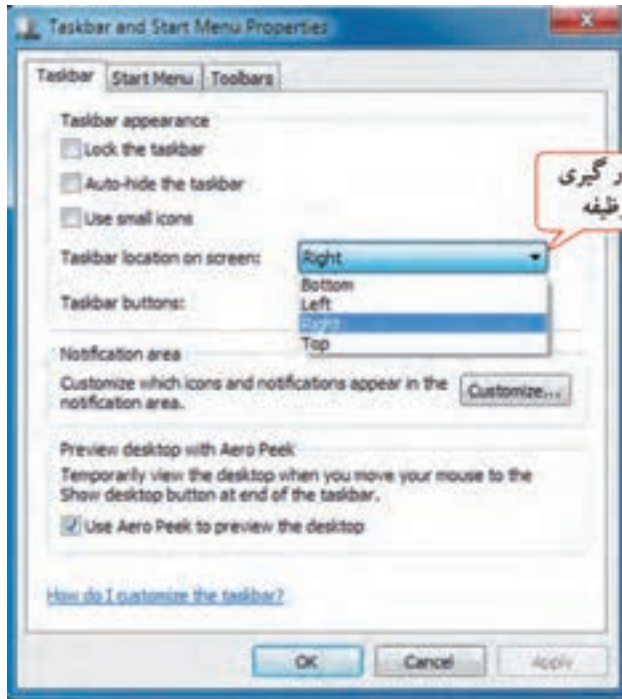 Taskbar and Start Menu Properties
Taskbar
Start Menu
Toolbars
Taskbar appearance
Lock the taskbar
Auto-hide the taskbar
Use small icons
Taskbar location on screen:
Right
Bottom
Left
Right
Top
گیری
Taskbar buttons:
Notification area
Customize which icons and notifications appear in the
notification area.
Customize...
Preview desktop with Aero Peek
Temporarily view the desktop when you move your mouse to the
Show desktop button at end of the taskbar.
Use Aero Peek to preview the desktop
How do I customize the taskbar?
OK
Cancel
Apply